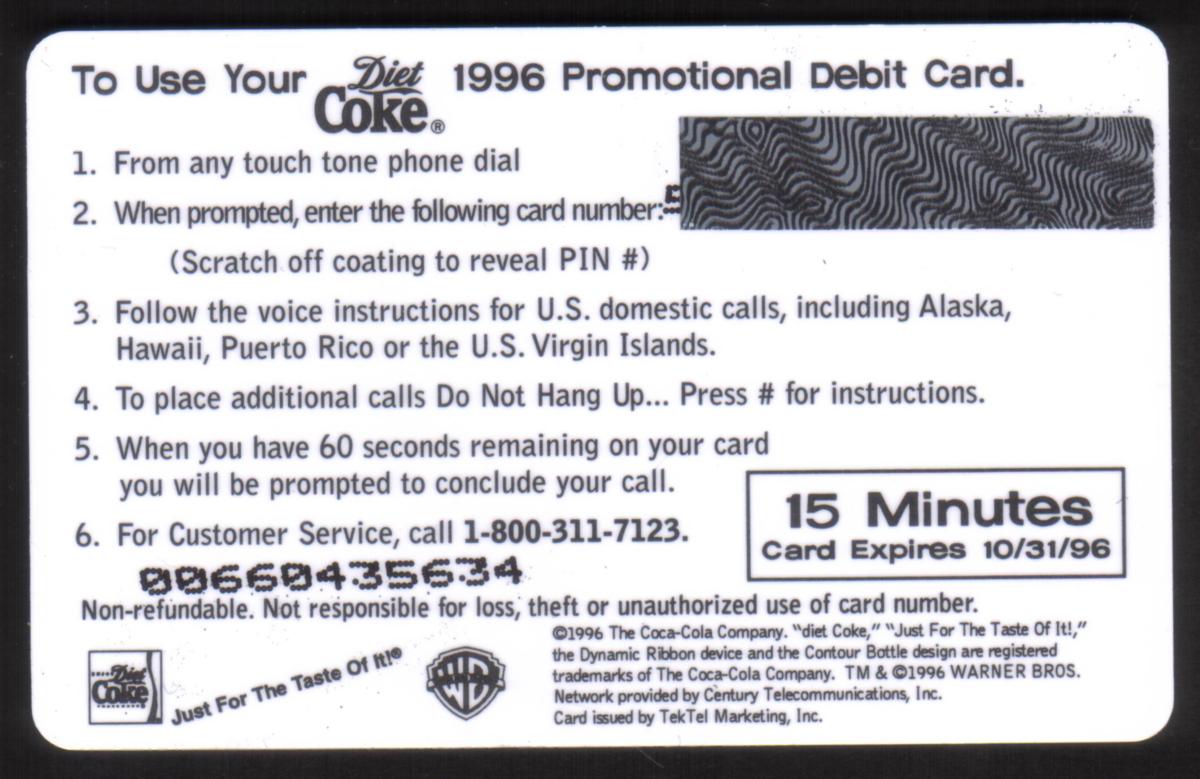 To Use Your Diet Coke® 1996 Promotional Debit Card.
1. From any touch tone phone dial
2. When prompted, enter the following card number:
(Scratch off coating to reveal PIN #)
3. Follow the voice instructions for U.S. domestic calls, including Alaska,
Hawaii, Puerto Rico or the U.S. Virgin Islands.
4. To place additional calls Do Not Hang Up... Press # for instructions.
5. When you have 60 seconds remaining on your card
you will be prompted to conclude your call.
6. For Customer Service, call 1-800-311-7123.
15 Minutes
Card Expires 10/31/96
00660435634
Non-refundable. Not responsible for loss, theft or unauthorized use of card number.
Diet
Coke
Just For The Taste Of It!®
WB
©1996 The Coca-Cola Company. “diet Coke,” “Just For The Taste Of It!,”
the Dynamic Ribbon device and the Contour Bottle design are registered
trademarks of The Coca-Cola Company. TM & ©1996 WARNER BROS.
Network provided by Century Telecommunications, Inc.
Card issued by TekTel Marketing, Inc.